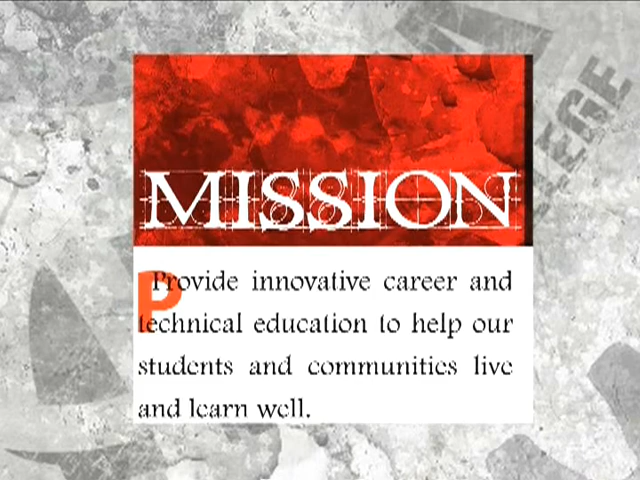 MISSION
Provide innovative career and
technical education to help our
students and communities live
and learn well.